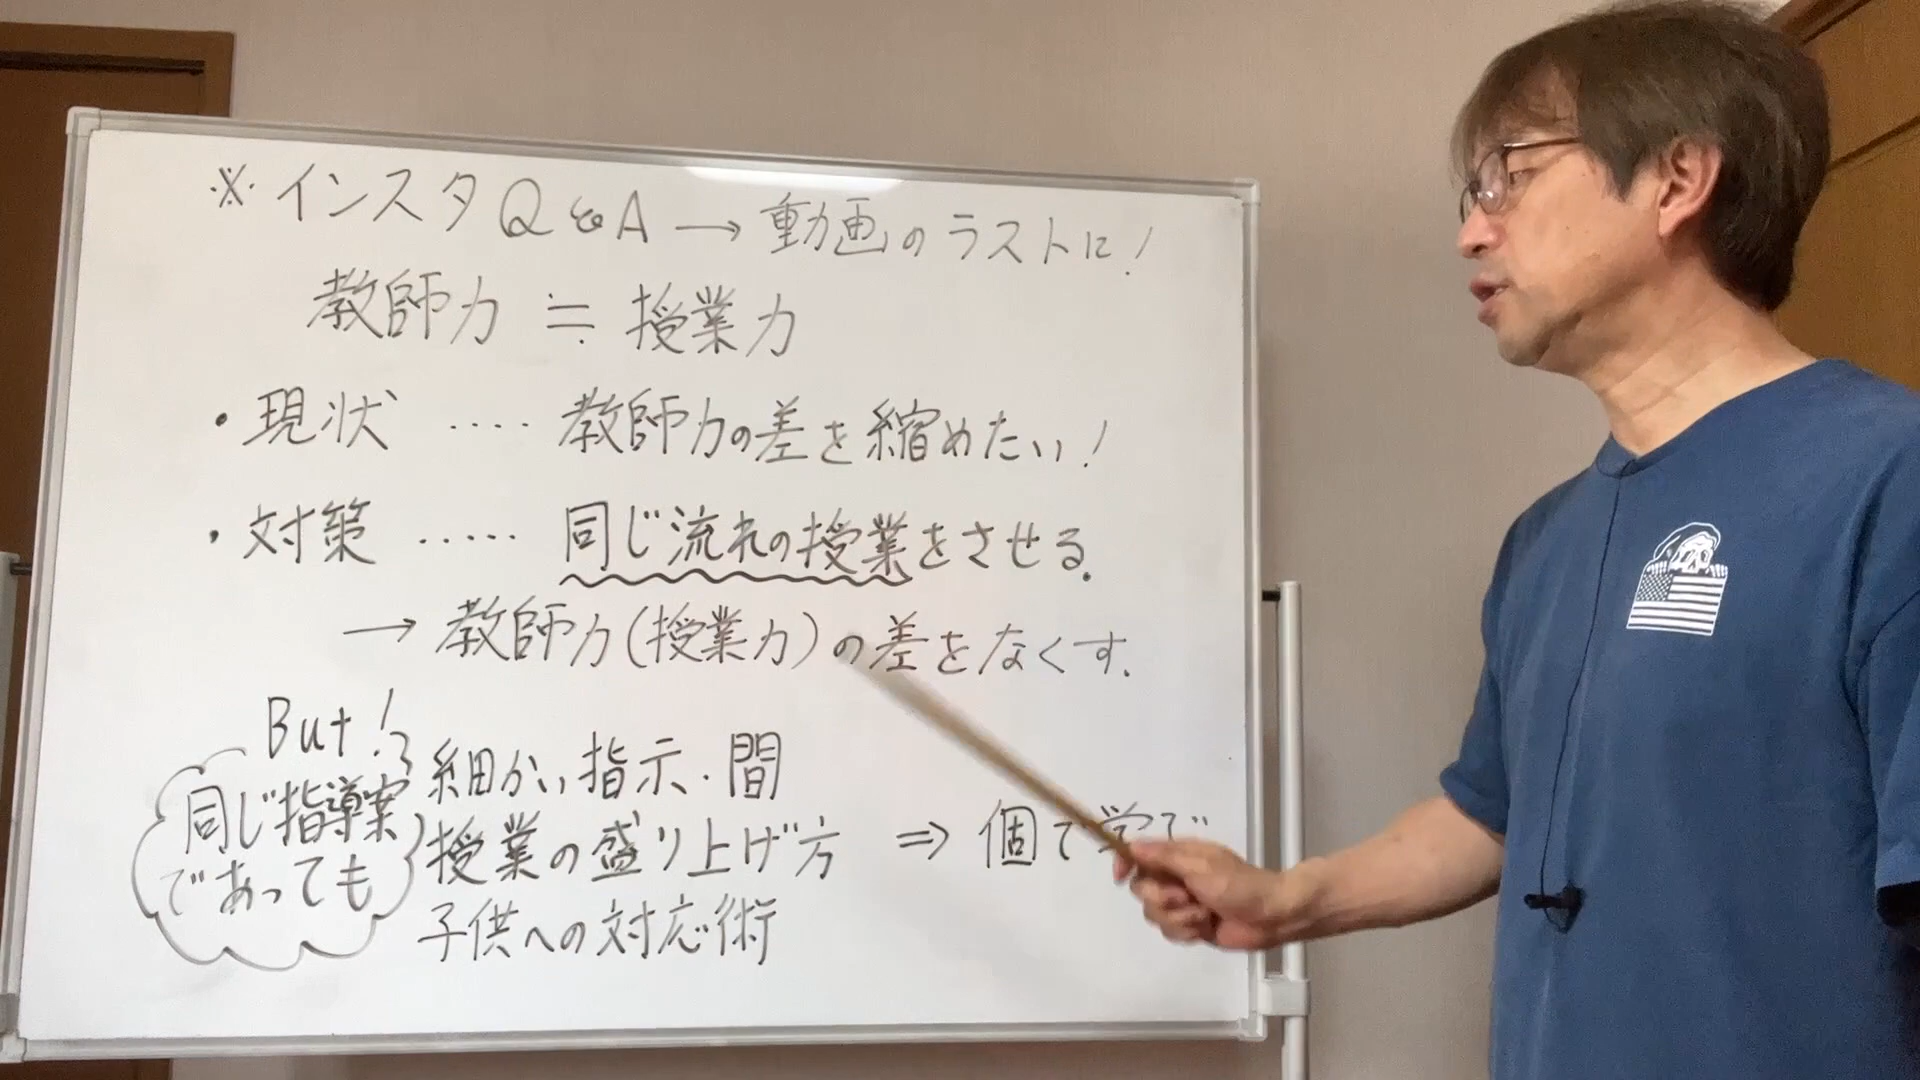 ※インスタQ&A→動画のラストに!
教師力≒授業力
・現状‥‥教師力の差を縮めたい!
・対策‥‥‥同じ流れの授業をさせる.
→教師力(授業力)の差をなくす.
But!
同じ指導案
であっても
細かい指示・間
授業の盛り上げ方⇒個で学で
子供への対応術